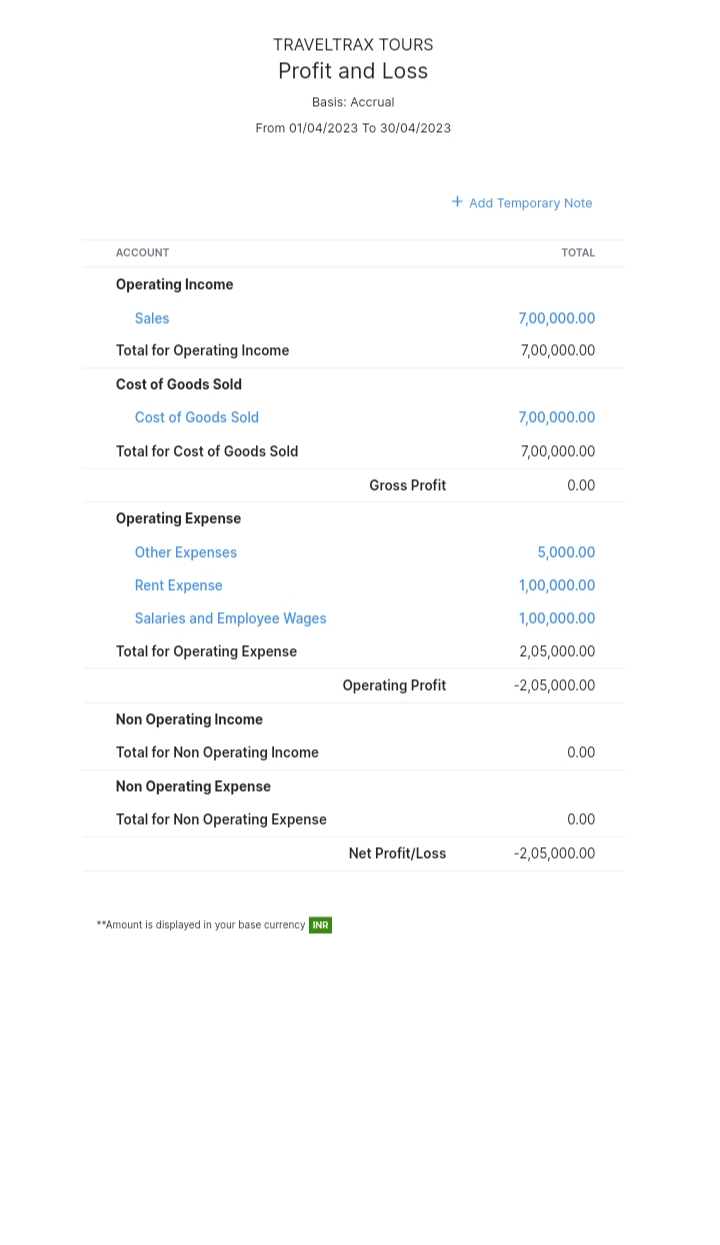 TRAVELTRAX TOURS
Profit and Loss
Basis: Accrual
From 01/04/2023 To 30/04/2023
+ Add Temporary Note
ACCOUNT TOTAL
Operating Income
Sales 7,00,000.00
Total for Operating Income 7,00,000.00
Cost of Goods Sold
Cost of Goods Sold 7,00,000.00
Total for Cost of Goods Sold 7,00,000.00
Gross Profit 0.00
Operating Expense
Other Expenses 5,000.00
Rent Expense 1,00,000.00
Salaries and Employee Wages 1,00,000.00
Total for Operating Expense 2,05,000.00
Operating Profit -2,05,000.00
Non Operating Income
Total for Non Operating Income 0.00
Non Operating Expense
Total for Non Operating Expense 0.00
Net Profit/Loss -2,05,000.00
**Amount is displayed in your base currency INR